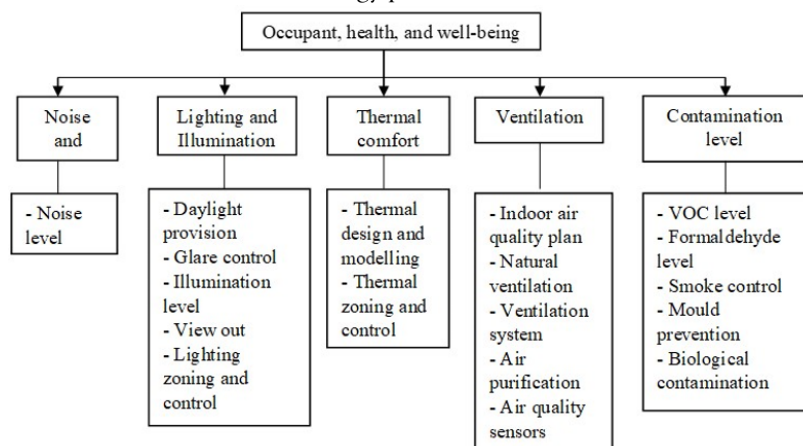 Occupant, health, and well-being
Noise
and
Lighting and
Illumination
Thermal
comfort
Ventilation
Contamination
level
- Noise
level
- Daylight
provision
- Glare control
- Illumination
level
- View out
- Lighting
zoning and
control
- Thermal
design and
modelling
- Thermal
zoning and
control
- Indoor air
quality plan
- Natural
ventilation
- Ventilation
system
- Air
purification
- Air quality
sensors
- VOC level
- Formaldehyde
level
- Smoke control
- Mould
prevention
- Biological
contamination